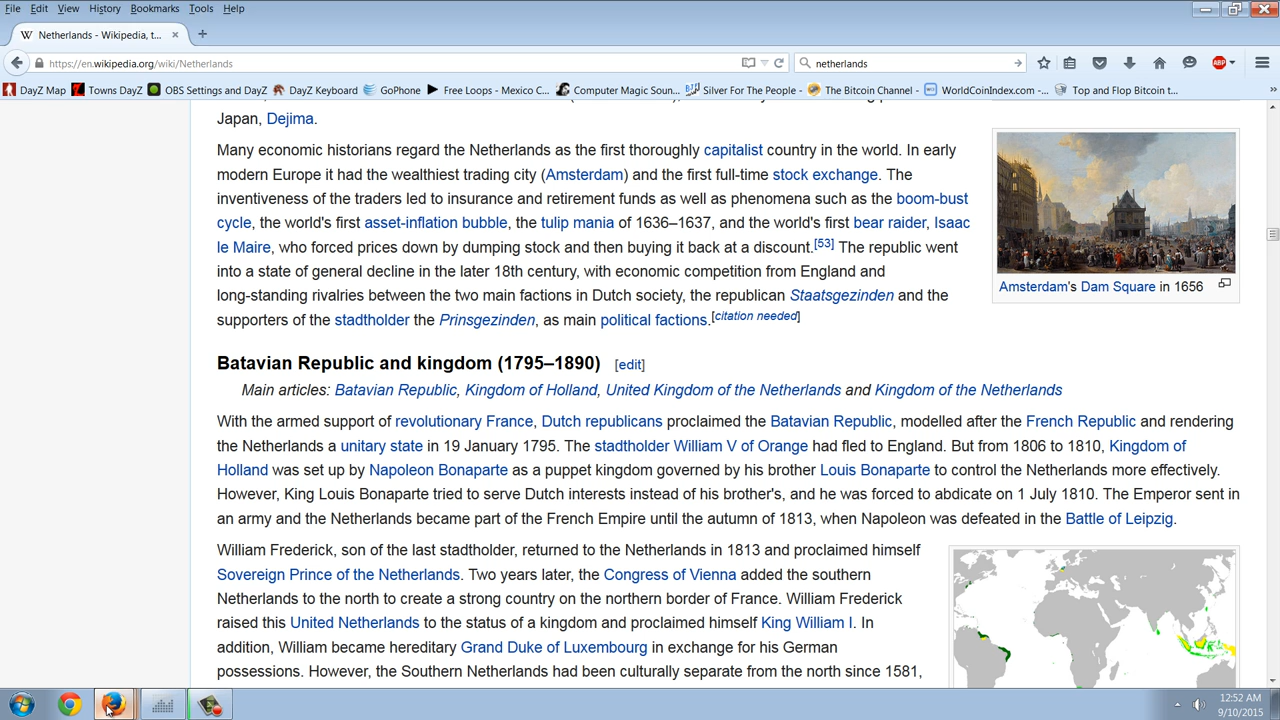 File Edit View History Bookmarks Tools Help
Netherlands - Wikipedia, t...
https://en.wikipedia.org/wiki/Netherlands
netherlands
ABP
DayZ Map Towns DayZ OBS Settings and DayZ DayZ Keyboard GoPhone Free Loops - Mexico C... Computer Magic Soun... Silver For The People - The Bitcoin Channel - WorldCoinIndex.com -... Top and Flop Bitcoin t...
Japan, Dejima.
Many economic historians regard the Netherlands as the first thoroughly capitalist country in the world. In early
modern Europe it had the wealthiest trading city (Amsterdam) and the first full-time stock exchange. The
inventiveness of the traders led to insurance and retirement funds as well as phenomena such as the boom-bust
cycle, the world's first asset-inflation bubble, the tulip mania of 1636–1637, and the world's first bear raider, Isaac
le Maire, who forced prices down by dumping stock and then buying it back at a discount.[53] The republic went
into a state of general decline in the later 18th century, with economic competition from England and
long-standing rivalries between the two main factions in Dutch society, the republican Staatsgezinden and the
supporters of the stadtholder the Prinsgezinden, as main political factions.[citation needed]
Amsterdam's Dam Square in 1656
Batavian Republic and kingdom (1795–1890) [edit]
Main articles: Batavian Republic, Kingdom of Holland, United Kingdom of the Netherlands and Kingdom of the Netherlands
With the armed support of revolutionary France, Dutch republicans proclaimed the Batavian Republic, modelled after the French Republic and rendering
the Netherlands a unitary state in 19 January 1795. The stadtholder William V of Orange had fled to England. But from 1806 to 1810, Kingdom of
Holland was set up by Napoleon Bonaparte as a puppet kingdom governed by his brother Louis Bonaparte to control the Netherlands more effectively.
However, King Louis Bonaparte tried to serve Dutch interests instead of his brother's, and he was forced to abdicate on 1 July 1810. The Emperor sent in
an army and the Netherlands became part of the French Empire until the autumn of 1813, when Napoleon was defeated in the Battle of Leipzig.
William Frederick, son of the last stadtholder, returned to the Netherlands in 1813 and proclaimed himself
Sovereign Prince of the Netherlands. Two years later, the Congress of Vienna added the southern
Netherlands to the north to create a strong country on the northern border of France. William Frederick
raised this United Netherlands to the status of a kingdom and proclaimed himself King William I. In
addition, William became hereditary Grand Duke of Luxembourg in exchange for his German
possessions. However, the Southern Netherlands had been culturally separate from the north since 1581,
12:52 AM
9/10/2015